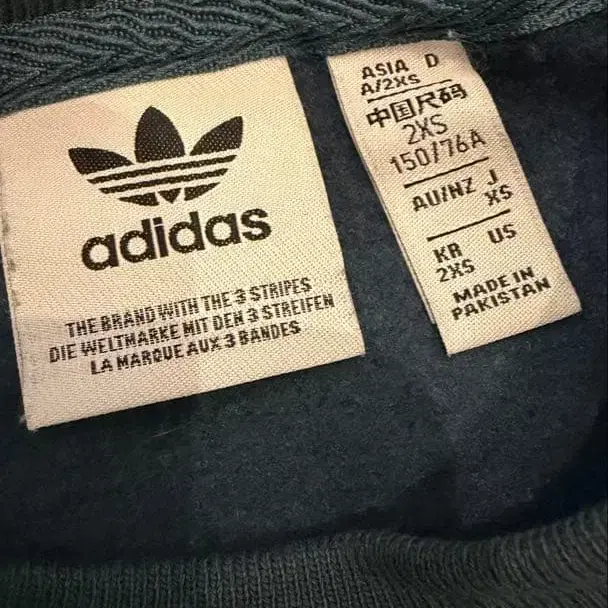 adidas
THE BRAND WITH THE 3 STRIPES
DIE WELTMARKE MIT DEN 3 STREIFEN
LA MARQUE AUX 3 BANDES
ASIA D
A/2XS
中国尺码
2XS
150/76A
AU/NZ J
XS
KR US
2XS
MADE IN
PAKISTAN